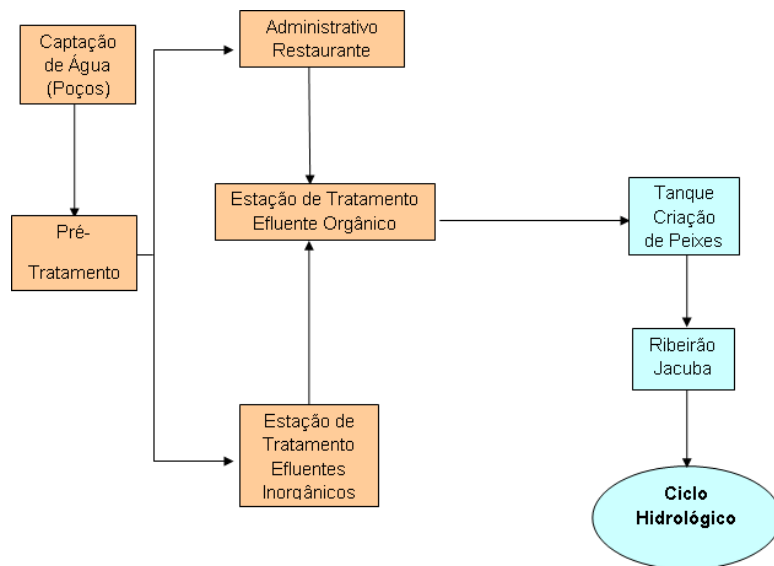 Captação
de Água
(Poços)
Pré-
Tratamento
Administrativo
Restaurante
Estação de Tratamento
Efluente Orgânico
Estação de
Tratamento
Efluentes
Inorgânicos
Tanque
Criação
de Peixes
Ribeirão
Jacuba
Ciclo
Hidrológico